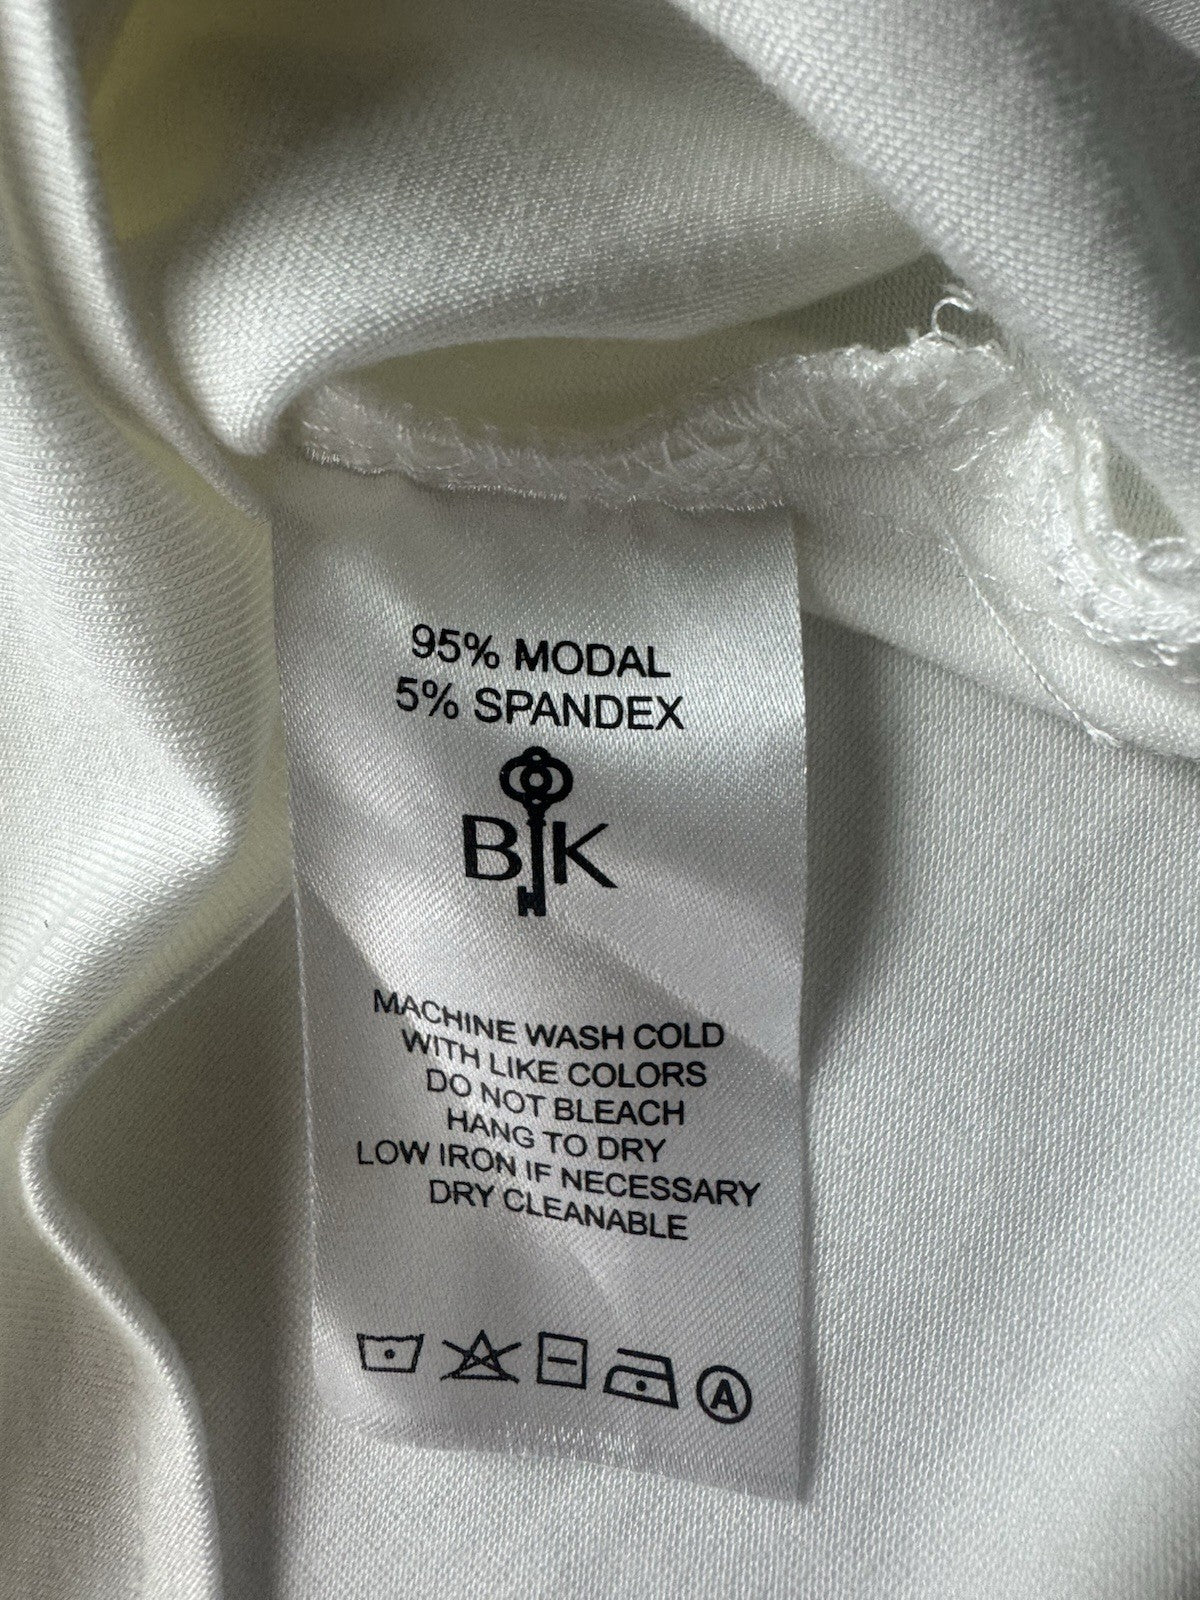 95% MODAL
5% SPANDEX
BK
MACHINE WASH COLD
WITH LIKE COLORS
DO NOT BLEACH
HANG TO DRY
LOW IRON IF NECESSARY
DRY CLEANABLE
A